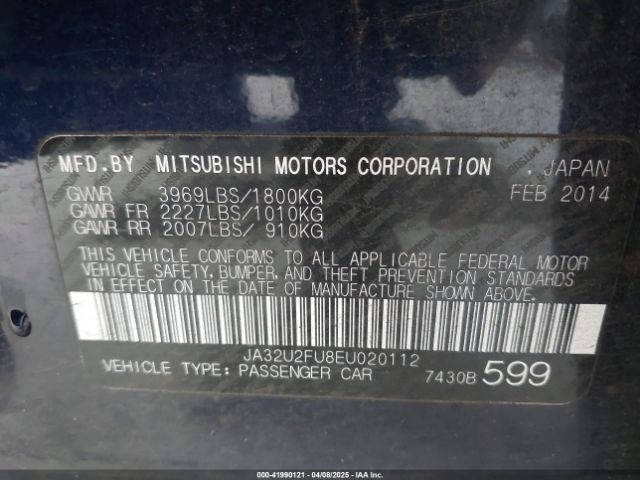 MFD.BY MITSUBISHI MOTORS CORPORATION . JAPAN
GVWR 3969LBS/1800KG FEB 2014
GAWR FR 2227LBS/1010KG
GAWR RR 2007LBS/ 910KG
THIS VEHICLE CONFORMS TO ALL APPLICABLE FEDERAL MOTOR
VEHICLE SAFETY, BUMPER, AND THEFT PREVENTION STANDARDS
IN EFFECT ON THE DATE OF MANUFACTURE SHOWN ABOVE.
JA32U2FU8EU020112
VEHICLE TYPE: PASSENGER CAR 7430B 599
000-41990121 - 04/08/2025 - IAAI.COM